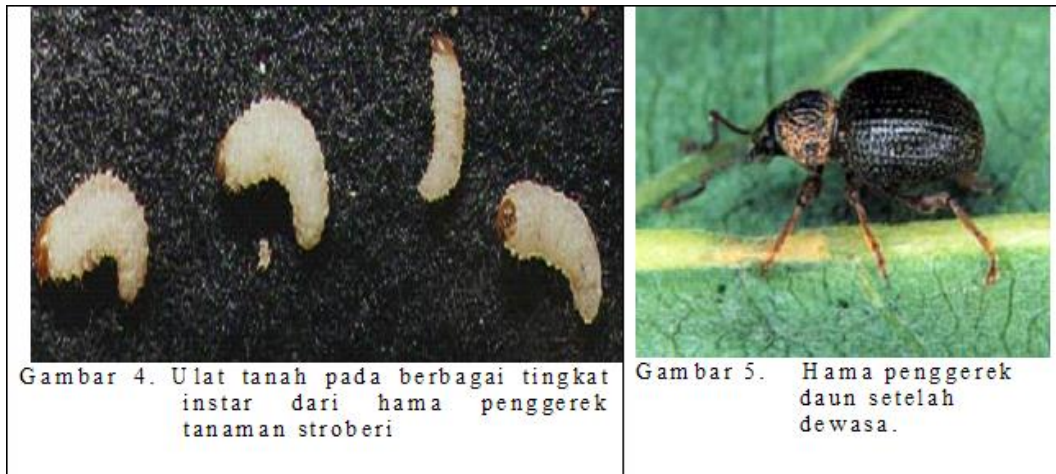 Gambar 4. Ulat tanah pada berbagai tingkat
instar dari hama penggerek
tanaman stroberi
Gambar 5. Hama penggerek
daun setelah
dewasa.